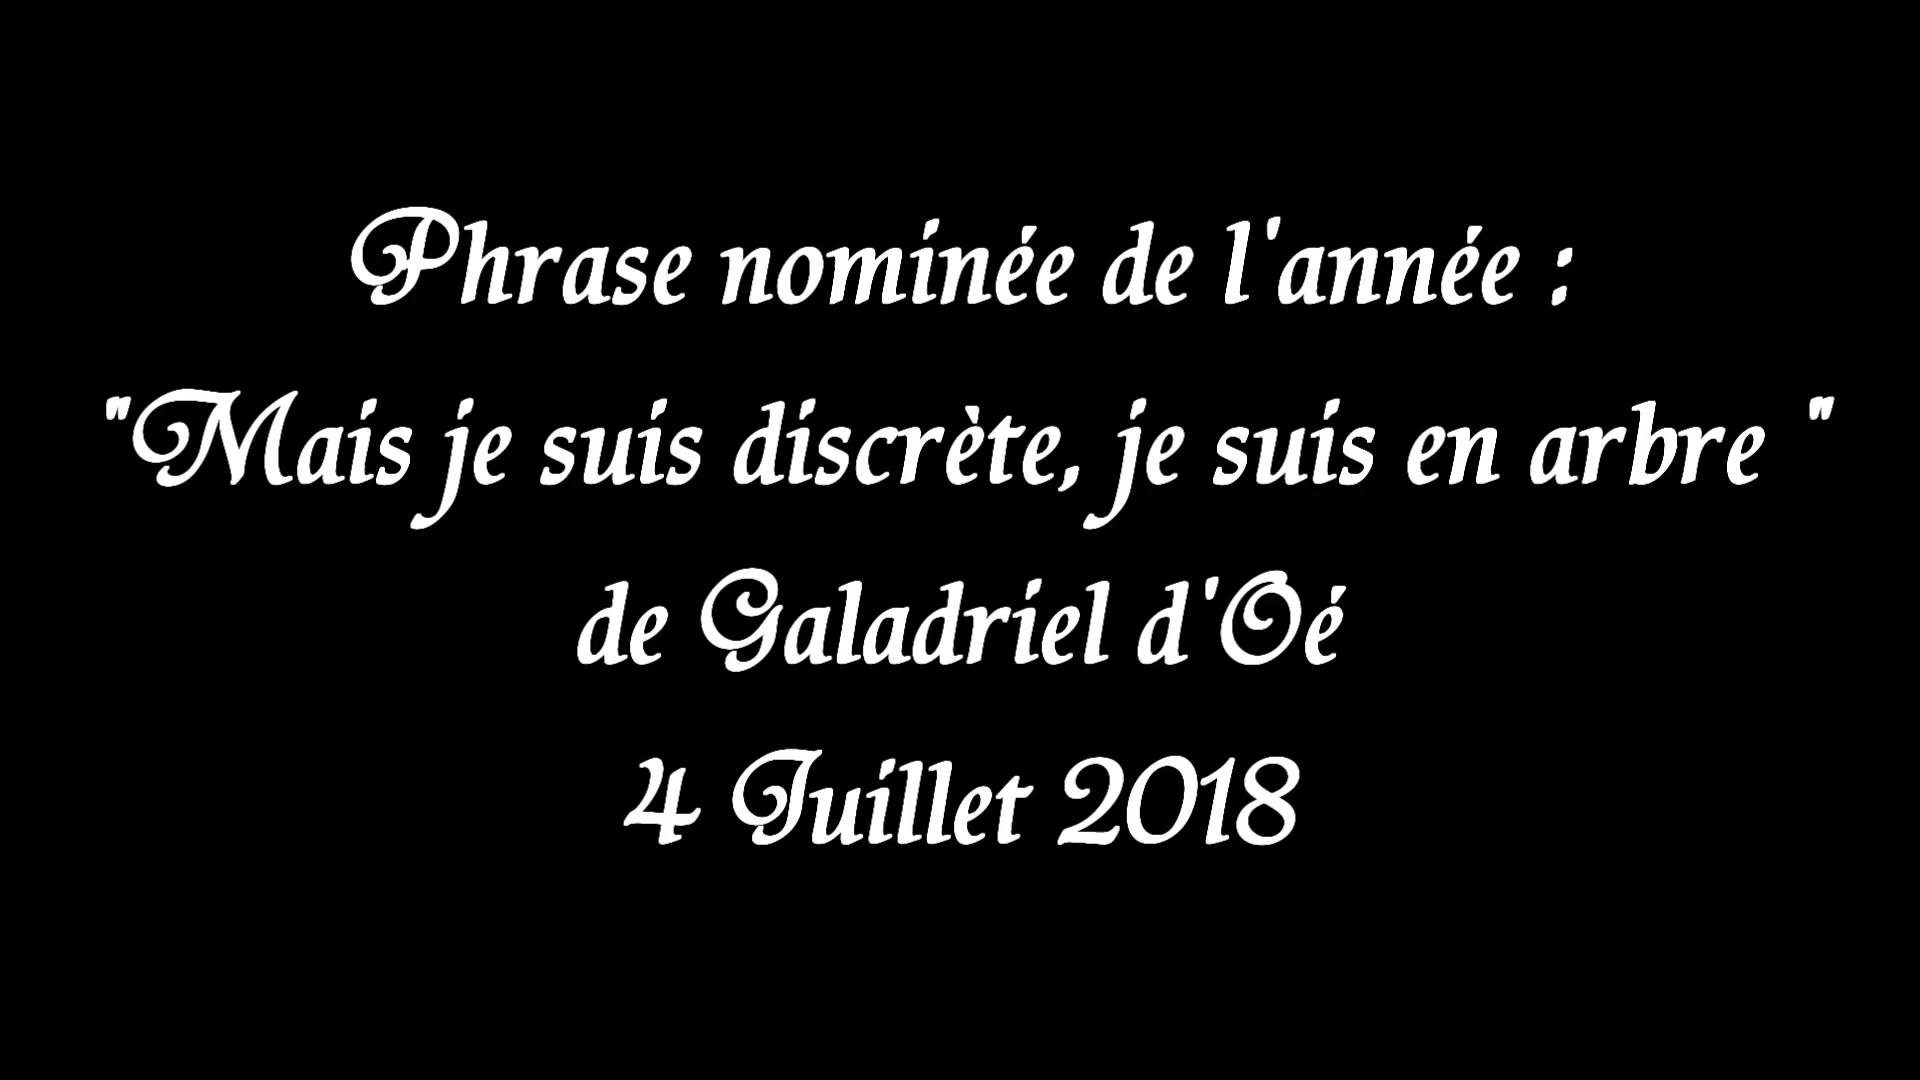 Phrase nominée de l'année :
"Mais je suis discrète, je suis en arbre "
de Galadriel d'Oé
4 Juillet 2018